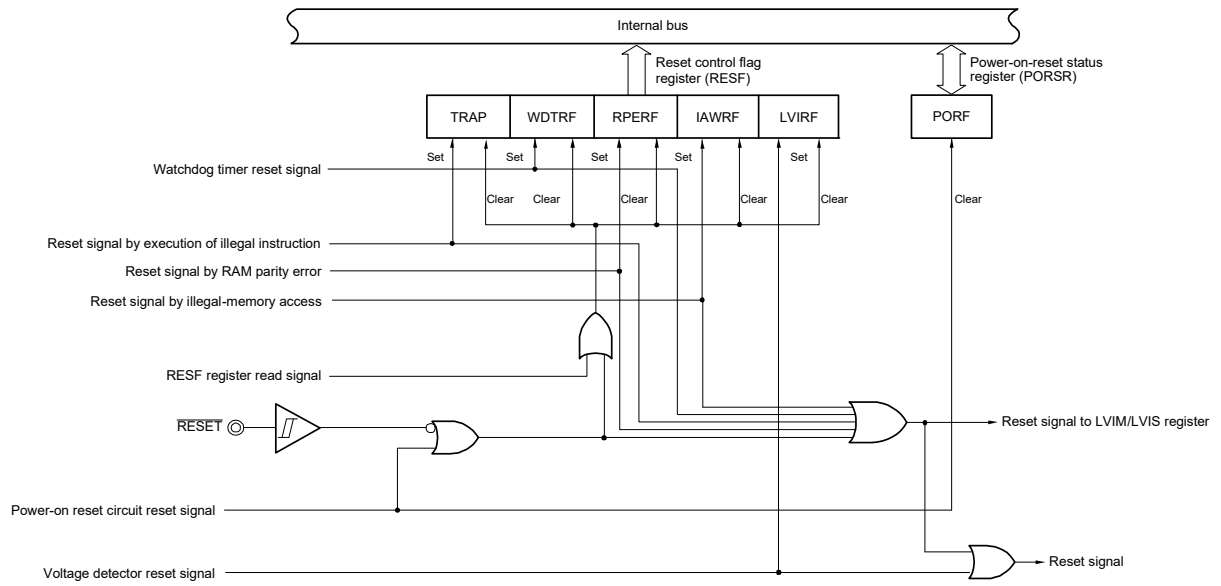 Internal bus
Reset control flag
register (RESF)
Power-on-reset status
register (PORSR)
TRAP WDTRF RPERF IAWRF LVIRF PORF
Set Set Set Set Set
Watchdog timer reset signal
Clear Clear Clear Clear Clear Clear
Reset signal by execution of illegal instruction
Reset signal by RAM parity error
Reset signal by illegal-memory access
RESF register read signal
RESET
Reset signal to LVIM/LVIS register
Power-on reset circuit reset signal
Voltage detector reset signal
Reset signal